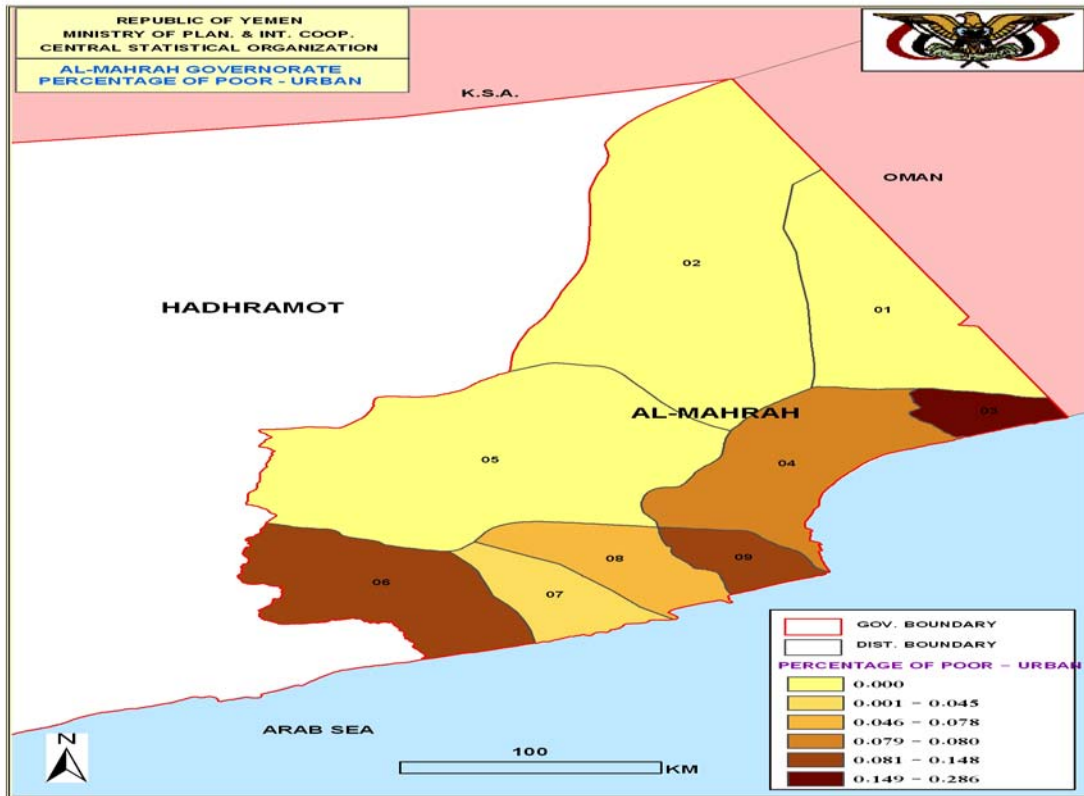 REPUBLIC OF YEMEN
MINISTRY OF PLAN. & INT. COOP.
CENTRAL STATISTICAL ORGANIZATION
AL-MAHRAH GOVERNORATE
PERCENTAGE OF POOR - URBAN
K.S.A.
OMAN
02
HADHRAMOT
01
AL-MAHRAH
03
05
04
08
09
06
07
GOV. BOUNDARY
DIST. BOUNDARY
PERCENTAGE OF POOR – URBAN
0.000
0.001 – 0.045
0.046 – 0.078
0.079 – 0.080
0.081 – 0.148
0.149 – 0.286
ARAB SEA
N
100
KM